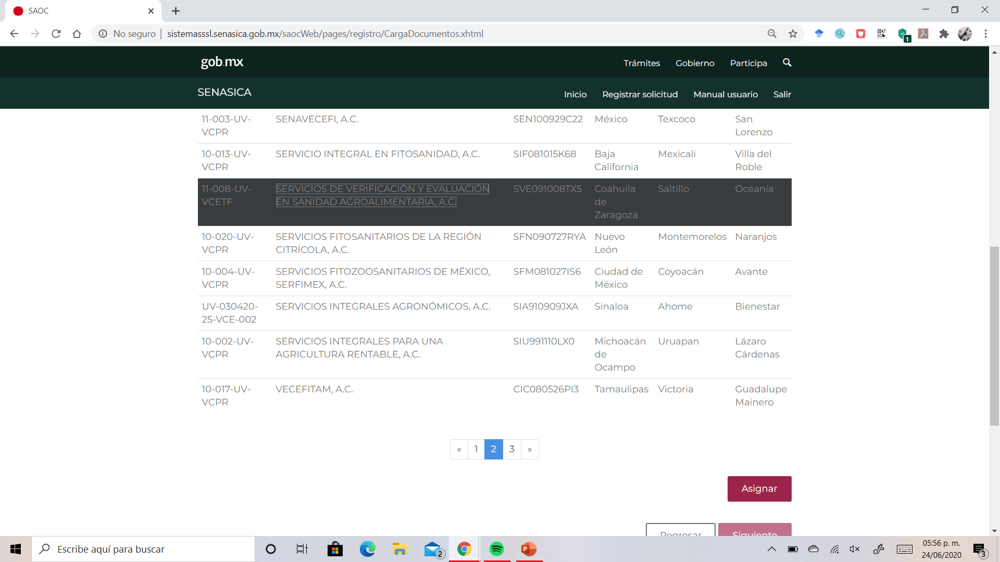 SAOC
No seguro
sistemasssl.senasica.gob.mx/saocWeb/pages/registro/CargaDocumentos.xhtml
1
gob.mx
Trámites Gobierno Participa
SENASICA
Inicio Registrar solicitud Manual usuario Salir
11-003-UV-
VCPR
SENAVECEFI, A.C.
SEN100929C22
México
Texcoco
San
Lorenzo
10-013-UV-
VCPR
SERVICIO INTEGRAL EN FITOSANIDAD, A.C.
SIF081015K68
Baja
California
Mexicali
Villa del
Roble
11-008-UV-
VCETF
SERVICIOS DE VERIFICACIÓN Y EVALUACIÓN
EN SANIDAD AGROALIMENTARIA, A.C
SVE091008TX5
Coahuila
de
Zaragoza
Saltillo
Oceanía
10-020-UV-
VCPR
SERVICIOS FITOSANITARIOS DE LA REGIÓN
CITRÍCOLA, A.C.
SFN090727RYA
Nuevo
León
Montemorelos
Naranjos
10-004-UV-
VCPR
SERVICIOS FITOZOOSANITARIOS DE MÉXICO,
SERFIMEX, A.C.
SFM081027IS6
Ciudad de
México
Coyoacán
Avante
UV-030420-
25-VCE-002
SERVICIOS INTEGRALES AGRONÓMICOS, A.C.
SIA910909JXA
Sinaloa
Ahome
Bienestar
10-002-UV-
VCPR
SERVICIOS INTEGRALES PARA UNA
AGRICULTURA RENTABLE, A.C.
SIU991110LX0
Michoacán
de
Ocampo
Uruapan
Lázaro
Cárdenas
10-017-UV-
VCPR
VECEFITAM, A.C.
CIC080526PI3
Tamaulipas
Victoria
Guadalupe
Mainero
« 1 2 3 »
Asignar
Regresar Siguiente
Escribe aquí para buscar
2
05:56 p. m.
24/06/2020
3